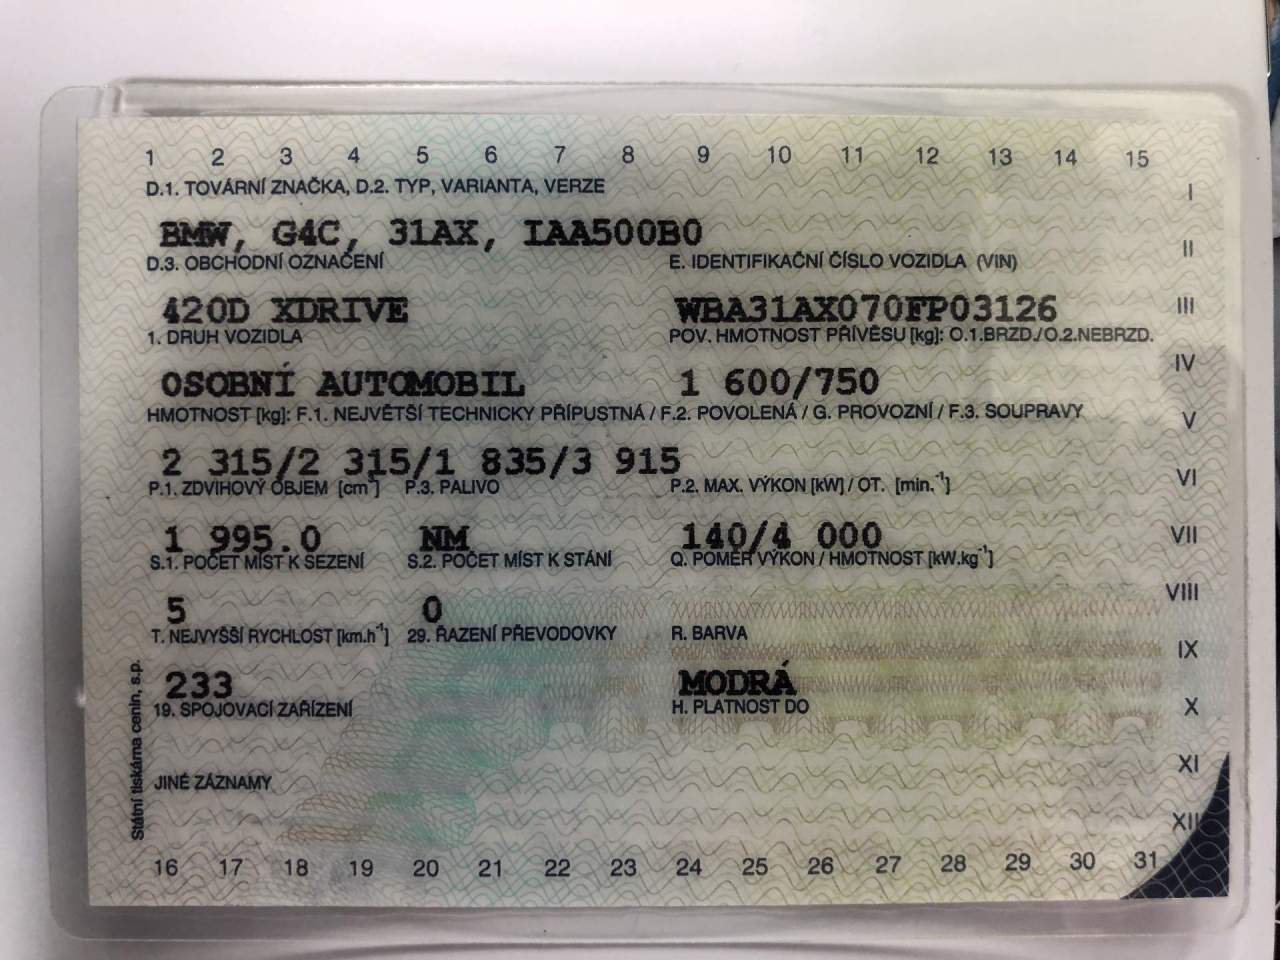 1 2 3 4 5 6 7 8 9 10 11 12 13 14 15
D.1. TOVÁRNÍ ZNAČKA, D.2. TYP, VARIANTA, VERZE
I
BMW, G4C, 31AX, IAA500B0
II
D.3. OBCHODNÍ OZNAČENÍ E. IDENTIFIKAČNÍ ČÍSLO VOZIDLA (VIN)
420D XDRIVE WBA31AX070FP03126
III
1. DRUH VOZIDLA POV. HMOTNOST PŘÍVĚSU [kg]: O.1.BRZD./O.2.NEBRZD.
IV
OSOBNÍ AUTOMOBIL 1 600/750
HMOTNOST [kg]: F.1. NEJVĚTŠÍ TECHNICKY PŘÍPUSTNÁ / F.2. POVOLENÁ / G. PROVOZNÍ / F.3. SOUPRAVY
V
2 315/2 315/1 835/3 915
VI
P.1. ZDVIHOVÝ OBJEM [cm³] P.3. PALIVO P.2. MAX. VÝKON [kW] / OT. [min.⁻¹]
1 995.0 NM 140/4 000
VII
S.1. POČET MÍST K SEZENÍ S.2. POČET MÍST K STÁNÍ Q. POMĚR VÝKON / HMOTNOST [kW.kg⁻¹]
VIII
5 0
T. NEJVYŠŠÍ RYCHLOST [km.h⁻¹] 29. ŘAZENÍ PŘEVODOVKY R. BARVA
IX
233 MODRÁ
19. SPOJOVACÍ ZAŘÍZENÍ H. PLATNOST DO
X
XI
JINÉ ZÁZNAMY
XII
16 17 18 19 20 21 22 23 24 25 26 27 28 29 30 31
Státní tiskárna cenin, s.p.